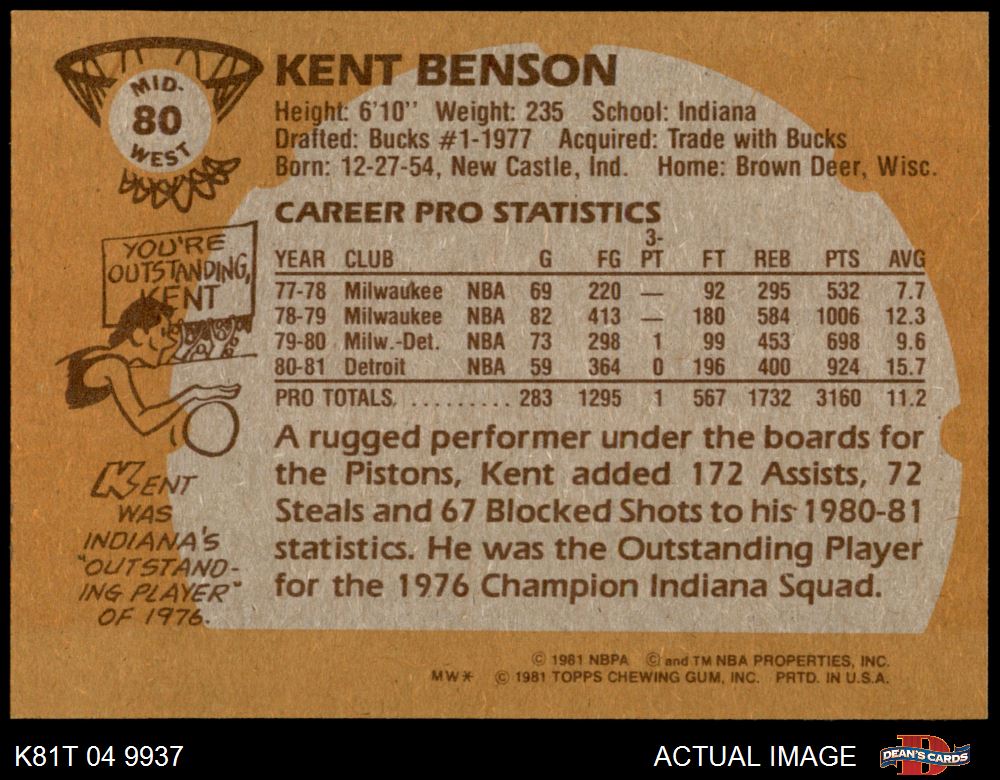 MID-
80
WEST
KENT BENSON
Height: 6'10'' Weight: 235 School: Indiana
Drafted: Bucks #1-1977 Acquired: Trade with Bucks
Born: 12-27-54, New Castle, Ind. Home: Brown Deer, Wisc.
CAREER PRO STATISTICS
YEAR CLUB G FG 3-PT FT REB PTS AVG
77-78 Milwaukee NBA 69 220 — 92 295 532 7.7
78-79 Milwaukee NBA 82 413 — 180 584 1006 12.3
79-80 Milw.-Det. NBA 73 298 1 99 453 698 9.6
80-81 Detroit NBA 59 364 0 196 400 924 15.7
PRO TOTALS. . . . . . . . . . 283 1295 1 567 1732 3160 11.2
A rugged performer under the boards for
the Pistons, Kent added 172 Assists, 72
Steals and 67 Blocked Shots to his 1980-81
statistics. He was the Outstanding Player
for the 1976 Champion Indiana Squad.
YOU'RE
OUTSTANDING,
KENT
KENT
WAS
INDIANA'S
"OUTSTAND-
ING PLAYER"
OF 1976.
© 1981 NBPA © and TM NBA PROPERTIES, INC.
MW* © 1981 TOPPS CHEWING GUM, INC. PRTD. IN U.S.A.
K81T 04 9937
ACTUAL IMAGE
DEAN'S CARDS